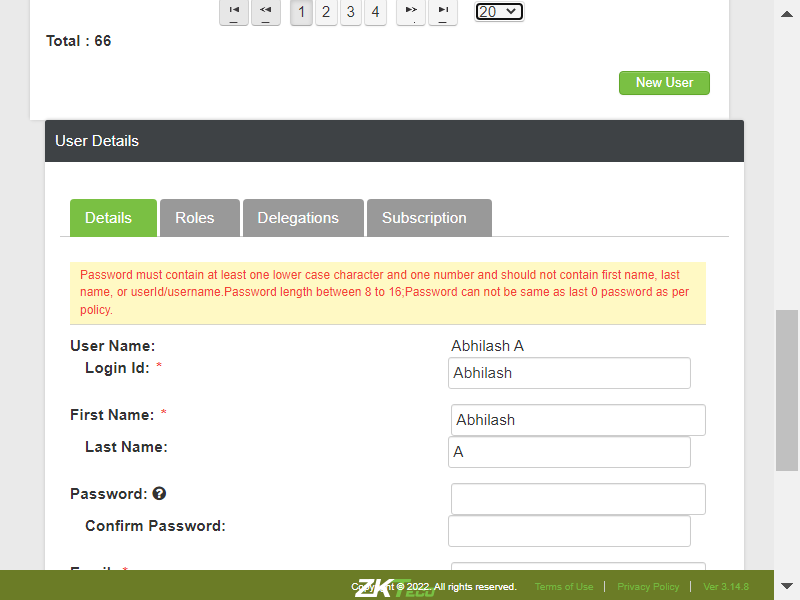 1 2 3 4 20
Total : 66
New User
User Details
Details Roles Delegations Subscription
Password must contain at least one lower case character and one number and should not contain first name, last
name, or userId/username.Password length between 8 to 16;Password can not be same as last 0 password as per
policy.
User Name: Abhilash A
Login Id: * Abhilash
First Name: * Abhilash
Last Name: A
Password: ?
Confirm Password:
ZKTeco
Copyright © 2022. All rights reserved. Terms of Use | Privacy Policy | Ver 3.14.8